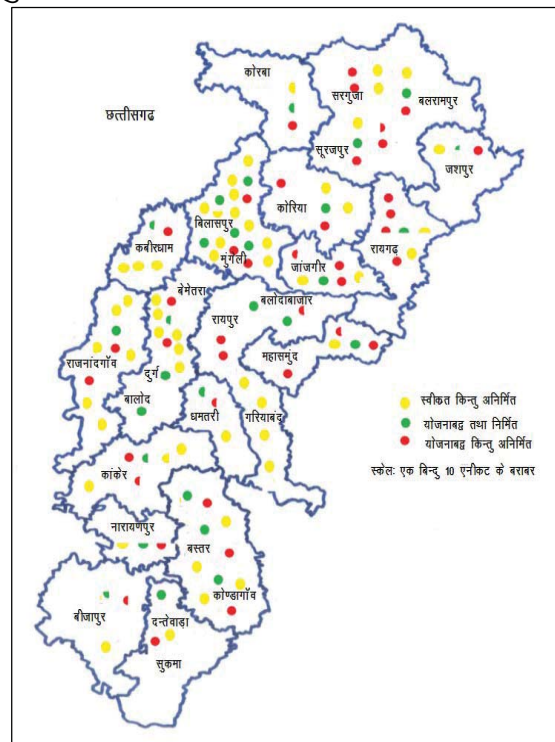 कोरबा
छत्तीसगढ
सरगुजा
बलरामपुर
सूरजपुर
जशपुर
कोरिया
बिलासपुर
कबीरधाम
मुंगेली
जांजगीर
रायगढ़
बेमेतरा
बलोदाबाजार
रायपुर
महासमुंद
राजनांदगाँव
दुर्ग
बालोद
धमतरी
गरियाबंद
स्वीकत किन्तु अनिर्मित
योजनाबद्व तथा निर्मित
योजनाबद्व किन्तु अनिर्मित
स्केल: एक बिन्दु 10 एनीकट के बराबर
कांकेर
नारायणपुर
बस्तर
कोण्डागाँव
बीजापुर
दन्तेवाड़ा
सुकमा